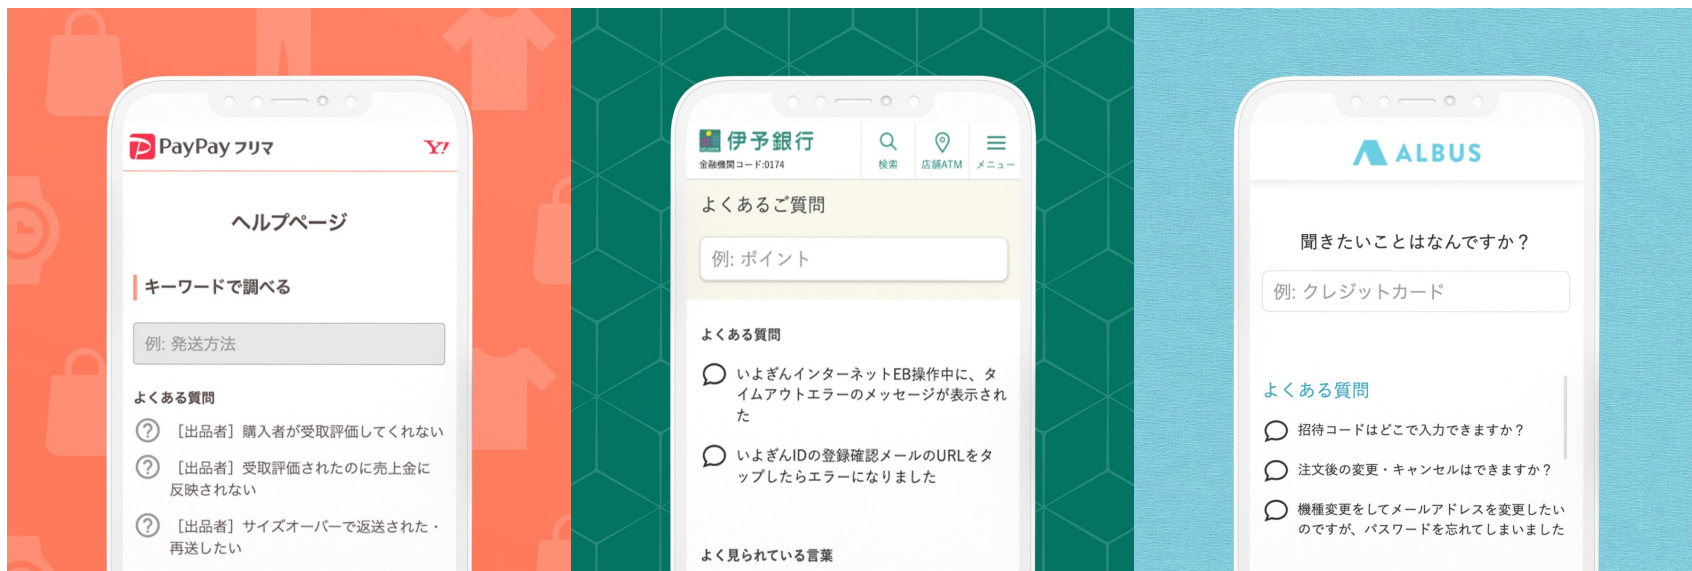 PayPay フリマ
Y!
ヘルプページ
キーワードで調べる
例: 発送方法
よくある質問
［出品者］購入者が受取評価してくれない
［出品者］受取評価されたのに売上金に
反映されない
［出品者］サイズオーバーで返送された・
再送したい
伊予銀行
金融機関コード:0174
検索
店舗ATM
メニュー
よくあるご質問
例: ポイント
よくある質問
いよぎんインターネットEB操作中に、タ
イムアウトエラーのメッセージが表示され
た
いよぎんIDの登録確認メールのURLをタ
ップしたらエラーになりました
よく見られている言葉
ALBUS
聞きたいことはなんですか？
例: クレジットカード
よくある質問
招待コードはどこで入力できますか？
注文後の変更・キャンセルはできますか？
機種変更をしてメールアドレスを変更したい
のですが、パスワードを忘れてしまいました